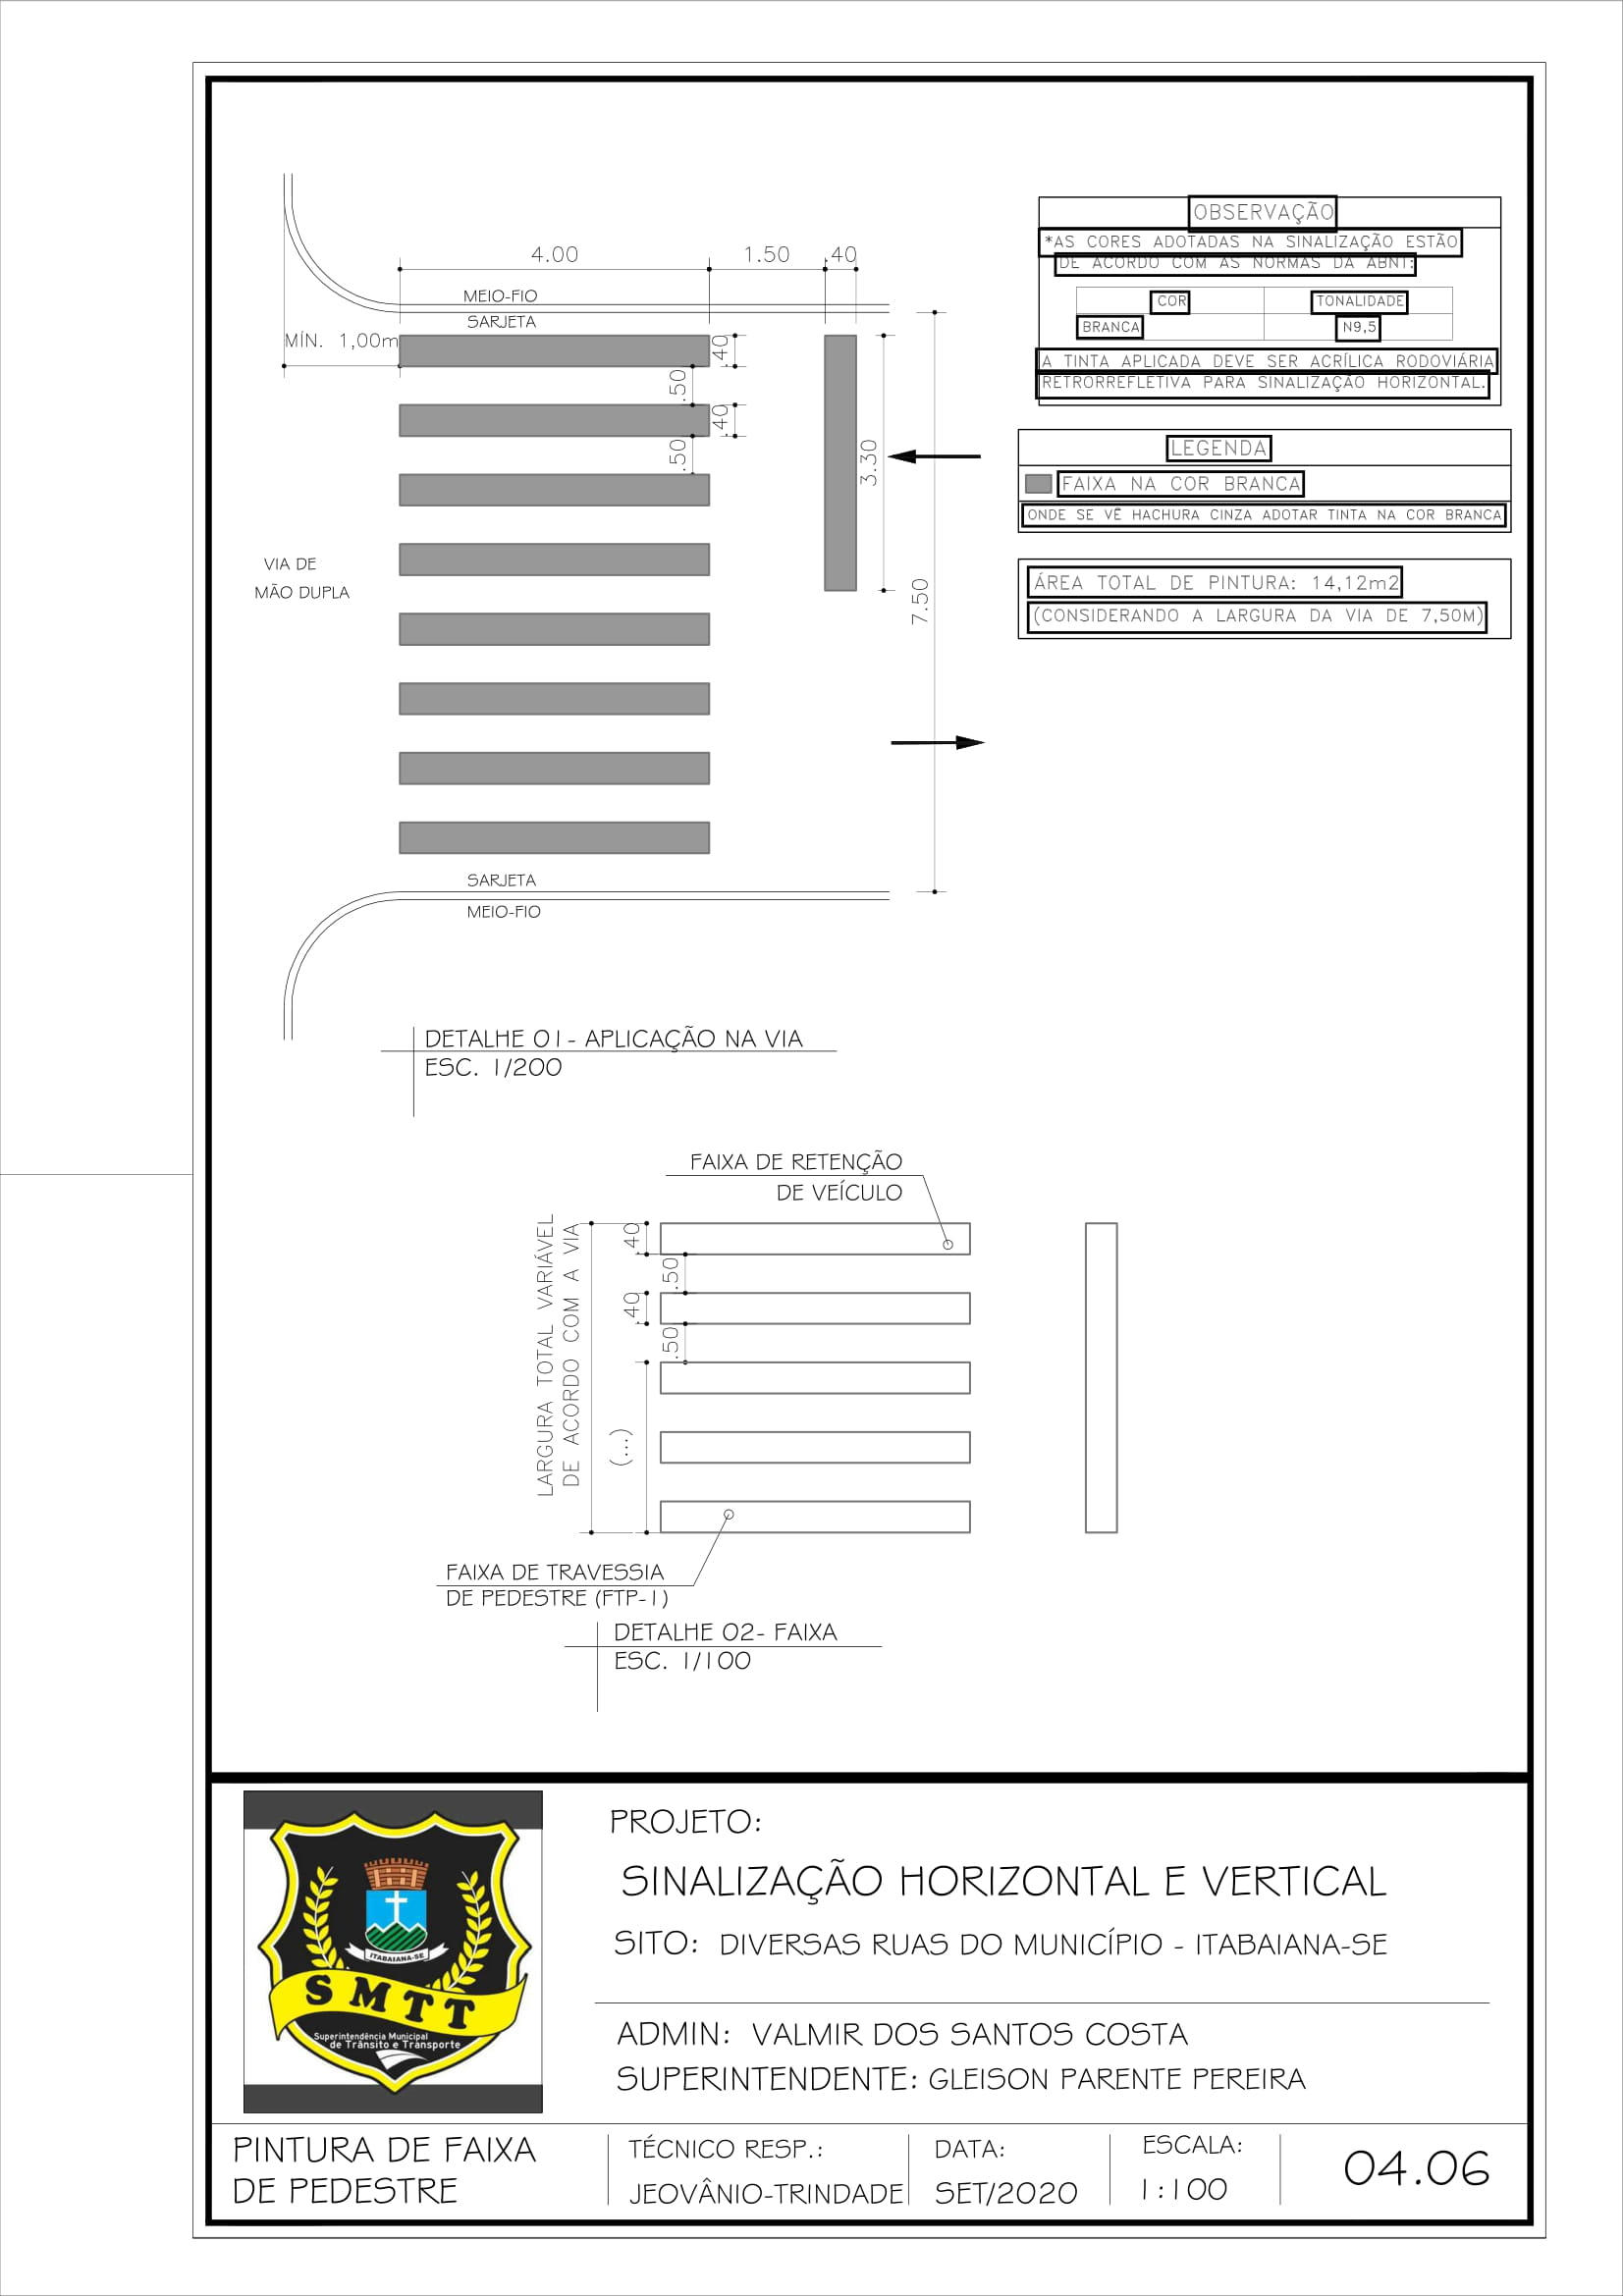 4.00
1.50
.40
MEIO-FIO
SARJETA
MÍN. 1,00m
.40
.50
.40
.50
3.30
7.50
VIA DE
MÃO DUPLA
SARJETA
MEIO-FIO
OBSERVAÇÃO
*AS CORES ADOTADAS NA SINALIZAÇÃO ESTÃO
DE ACORDO COM AS NORMAS DA ABNT:
COR TONALIDADE
BRANCA N9,5
A TINTA APLICADA DEVE SER ACRÍLICA RODOVIÁRIA
RETRORREFLETIVA PARA SINALIZAÇÃO HORIZONTAL.
LEGENDA
FAIXA NA COR BRANCA
ONDE SE VÊ HACHURA CINZA ADOTAR TINTA NA COR BRANCA
ÁREA TOTAL DE PINTURA: 14,12m2
(CONSIDERANDO A LARGURA DA VIA DE 7,50M)
DETALHE 01- APLICAÇÃO NA VIA
ESC. 1/200
FAIXA DE RETENÇÃO
DE VEÍCULO
LARGURA TOTAL VARIÁVEL
DE ACORDO COM A VIA
.40
.50
.40
.50
(...)
FAIXA DE TRAVESSIA
DE PEDESTRE (FTP-1)
DETALHE 02- FAIXA
ESC. 1/100
ITABAIANA-SE
SMTT
Superintendência Municipal
de Trânsito e Transporte
PROJETO:
SINALIZAÇÃO HORIZONTAL E VERTICAL
SITO: DIVERSAS RUAS DO MUNICÍPIO - ITABAIANA-SE
ADMIN: VALMIR DOS SANTOS COSTA
SUPERINTENDENTE: GLEISON PARENTE PEREIRA
PINTURA DE FAIXA
DE PEDESTRE
TÉCNICO RESP.:
JEOVÂNIO-TRINDADE
DATA:
SET/2020
ESCALA:
1:100
04.06